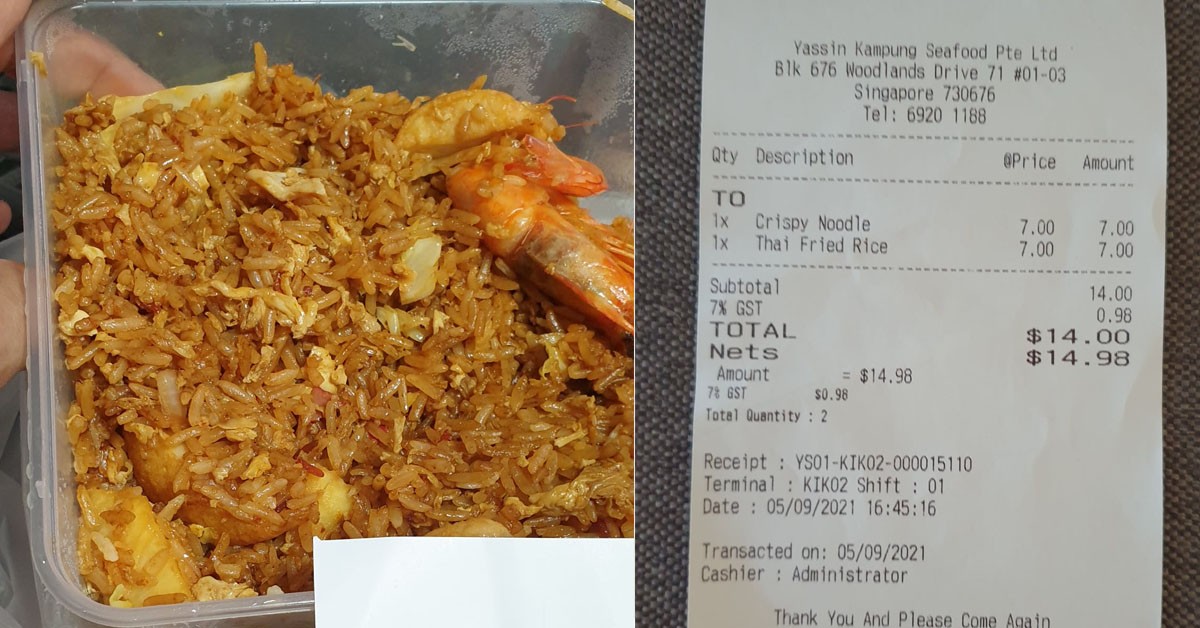 Yassin Kampung Seafood Pte Ltd
Blk 676 Woodlands Drive 71 #01-03
Singapore 730676
Tel: 6920 1188
Qty Description @Price Amount
TO
1x Crispy Noodle 7.00 7.00
1x Thai Fried Rice 7.00 7.00
Subtotal 14.00
7% GST 0.98
TOTAL $14.00
Nets $14.98
Amount = $14.98
7% GST $0.98
Total Quantity : 2
Receipt : YS01-KIK02-000015110
Terminal : KIK02 Shift : 01
Date : 05/09/2021 16:45:16
Transacted on: 05/09/2021
Cashier : Administrator
Thank You And Please Come Again